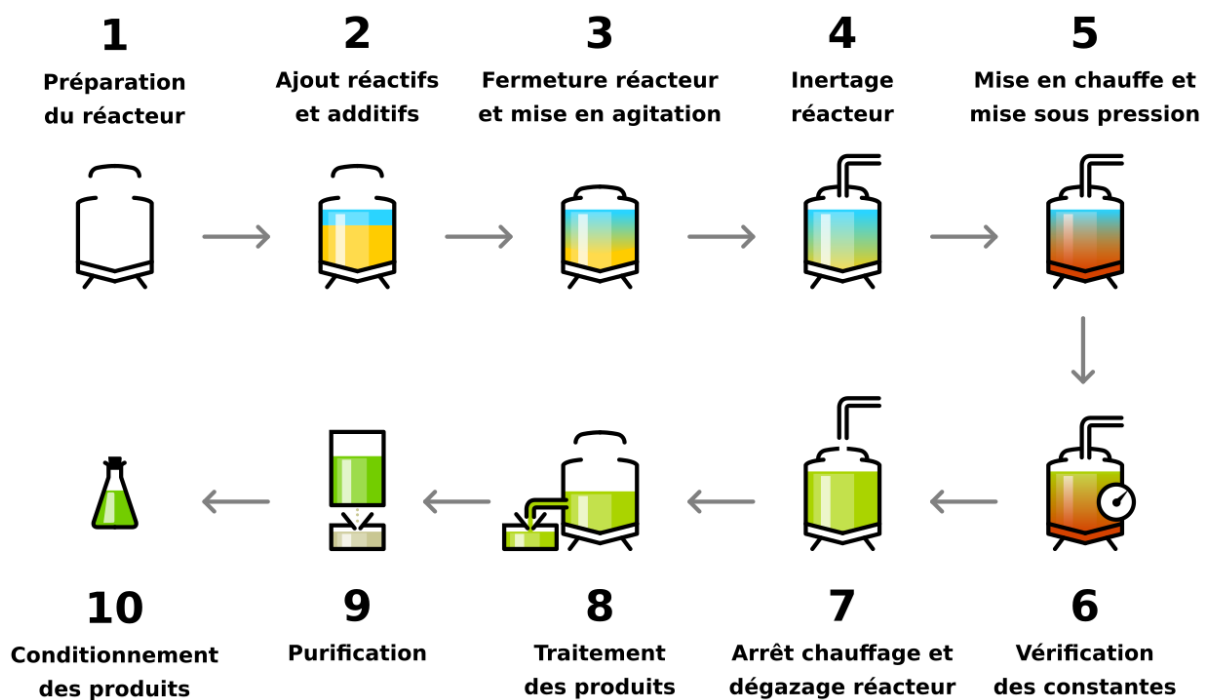 1
Préparation
du réacteur
2
Ajout réactifs
et additifs
3
Fermeture réacteur
et mise en agitation
4
Inertage
réacteur
5
Mise en chauffe et
mise sous pression
10
Conditionnement
des produits
9
Purification
8
Traitement
des produits
7
Arrêt chauffage et
dégazage réacteur
6
Vérification
des constantes